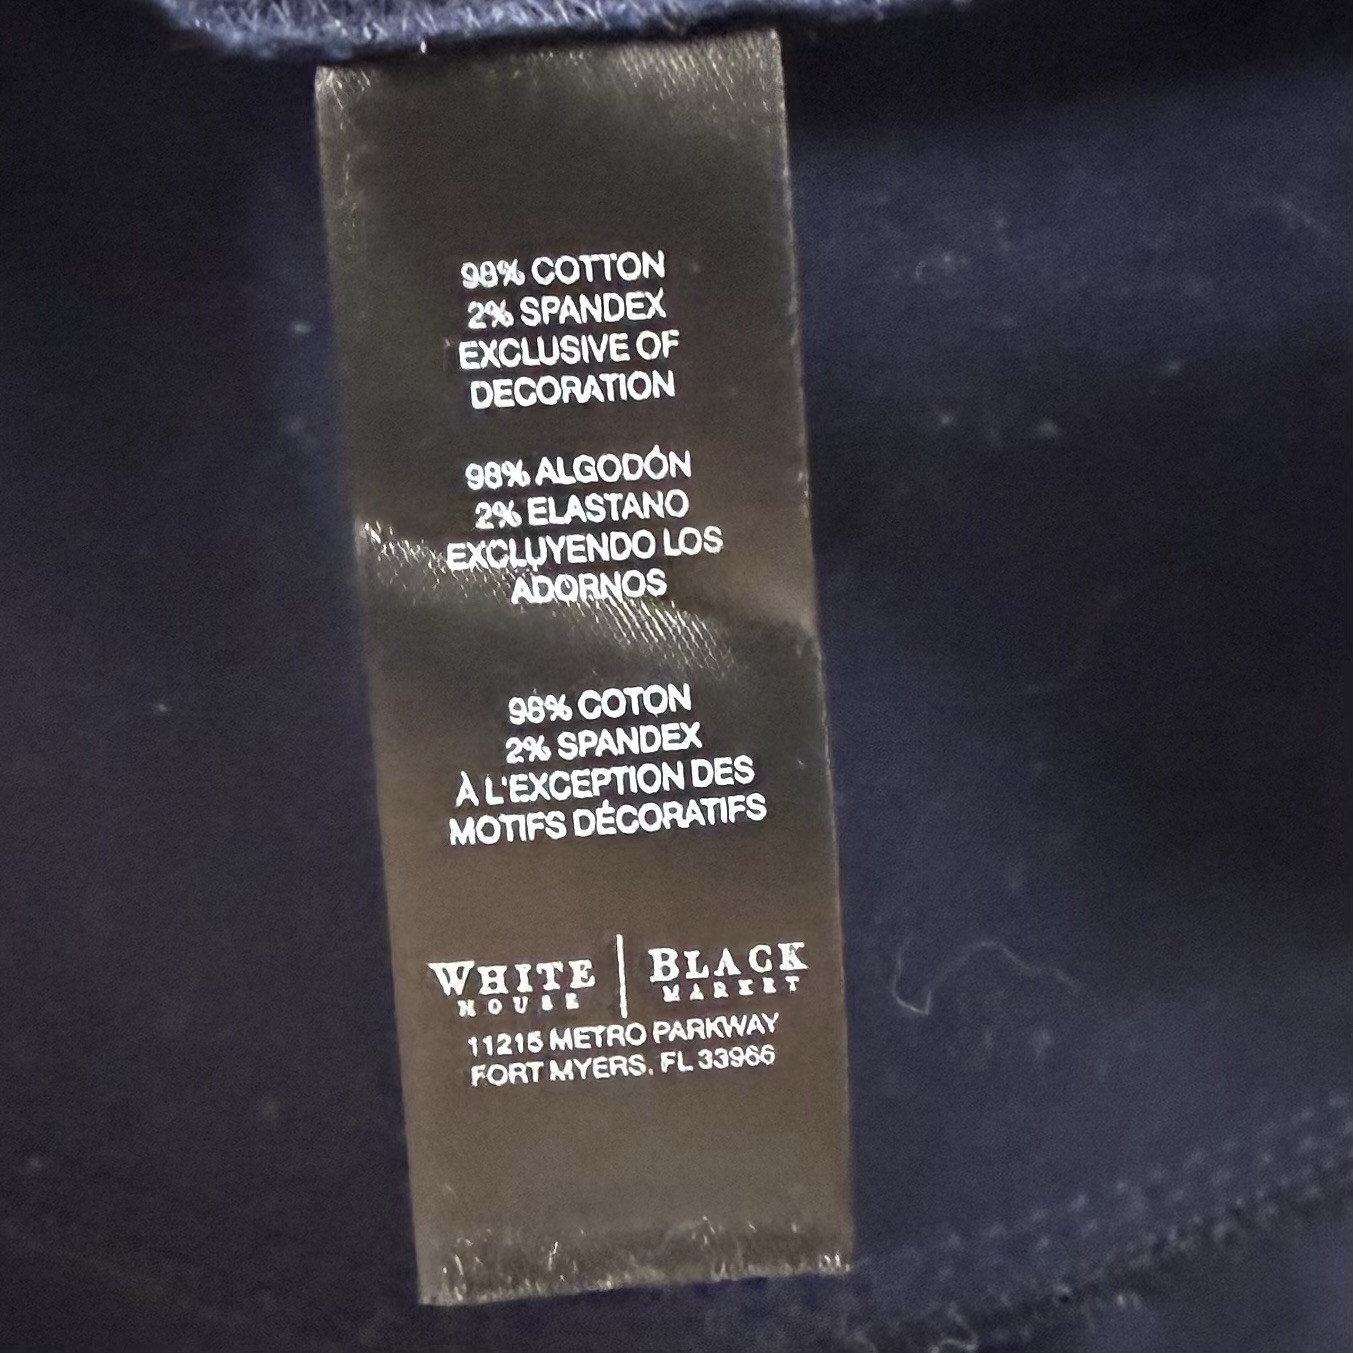 98% COTTON
2% SPANDEX
EXCLUSIVE OF
DECORATION
98% ALGODÓN
2% ELASTANO
EXCLUYENDO LOS
ADORNOS
98% COTON
2% SPANDEX
À L'EXCEPTION DES
MOTIFS DÉCORATIFS
WHITE | BLACK
HOUSE MARKET
11215 METRO PARKWAY
FORT MYERS, FL 33966